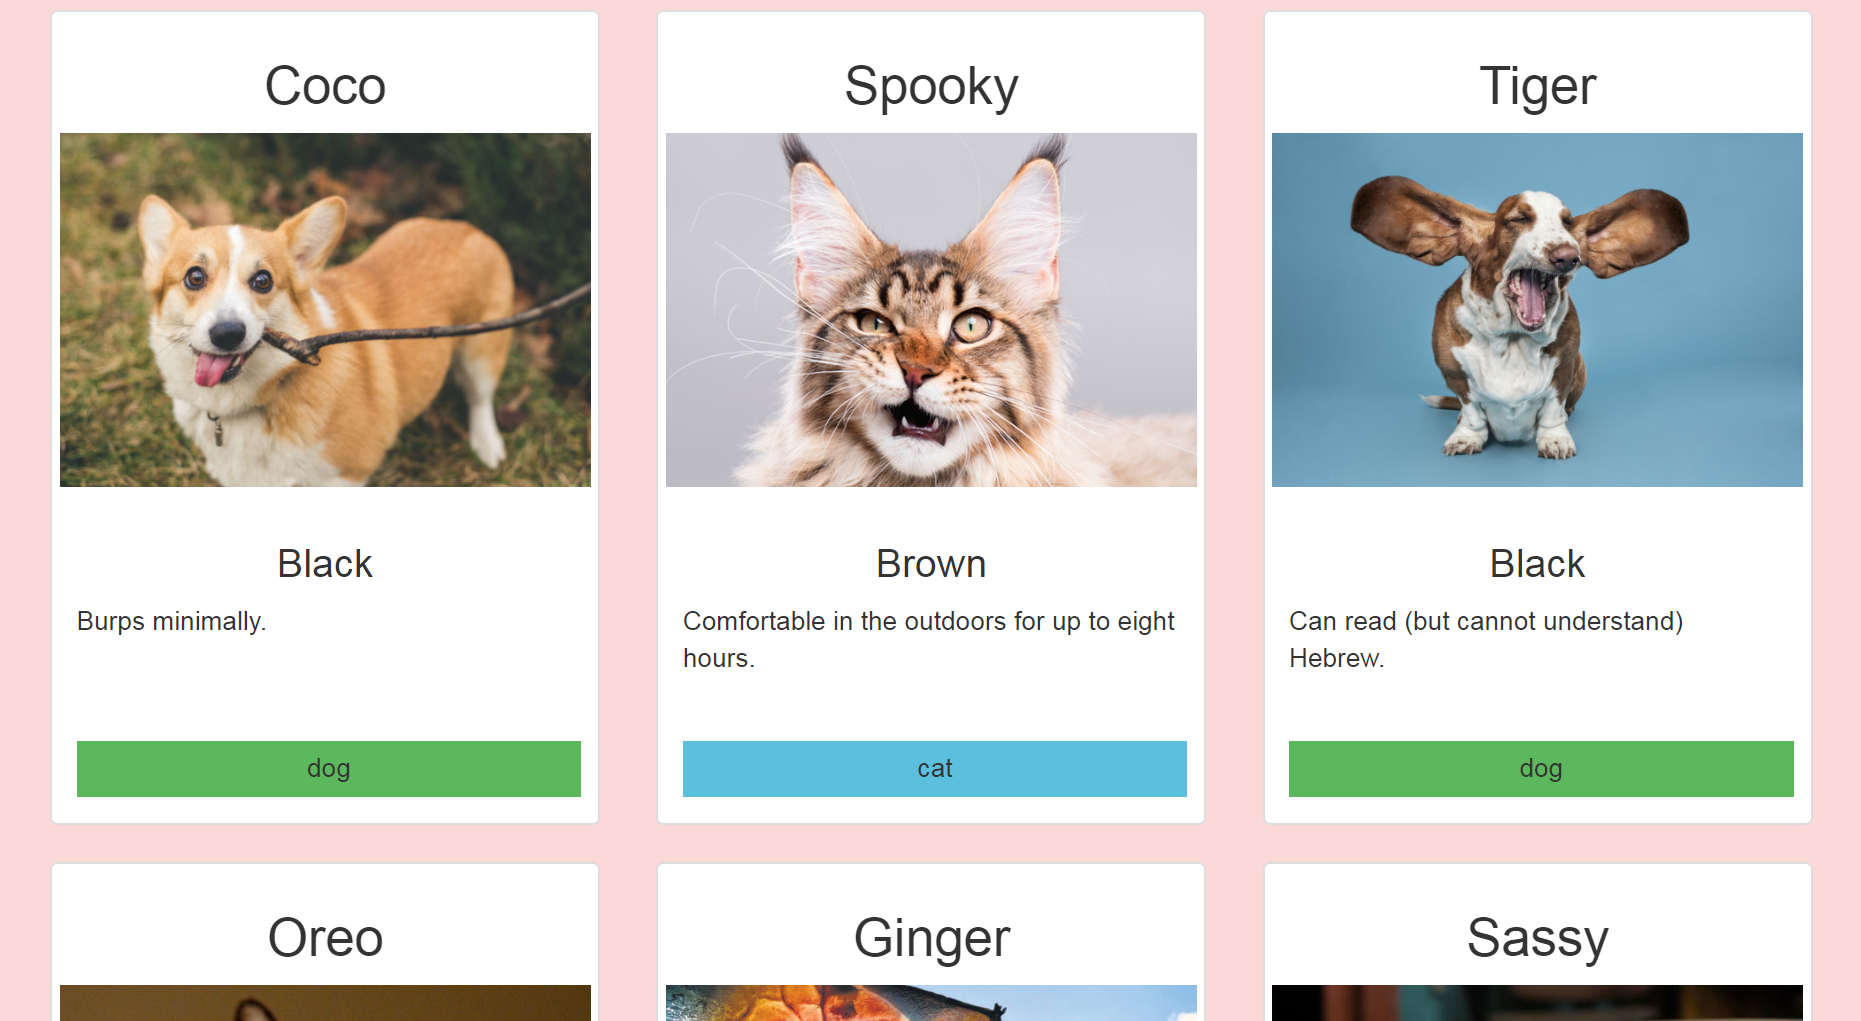 Coco
Spooky
Tiger
Black
Brown
Black
Burps minimally.
Comfortable in the outdoors for up to eight
hours.
Can read (but cannot understand)
Hebrew.
dog
cat
dog
Oreo
Ginger
Sassy